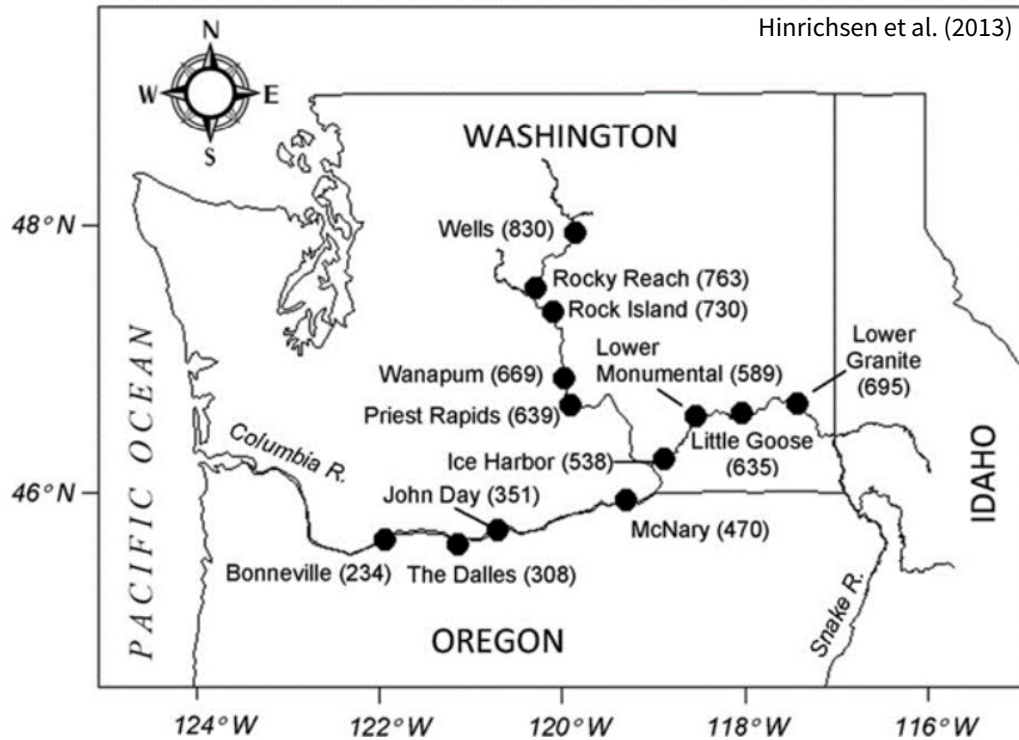 Hinrichsen et al. (2013)
N
W
E
S
WASHINGTON
48°N
Wells (830)
Rocky Reach (763)
Rock Island (730)
Lower
Monumental (589)
Lower
Granite
(695)
Wanapum (669)
Priest Rapids (639)
PACIFIC OCEAN
Columbia R.
Little Goose
(635)
Ice Harbor (538)
46°N
John Day (351)
McNary (470)
IDAHO
Bonneville (234)
The Dalles (308)
Snake R.
OREGON
124°W
122°W
120°W
118°W
116°W